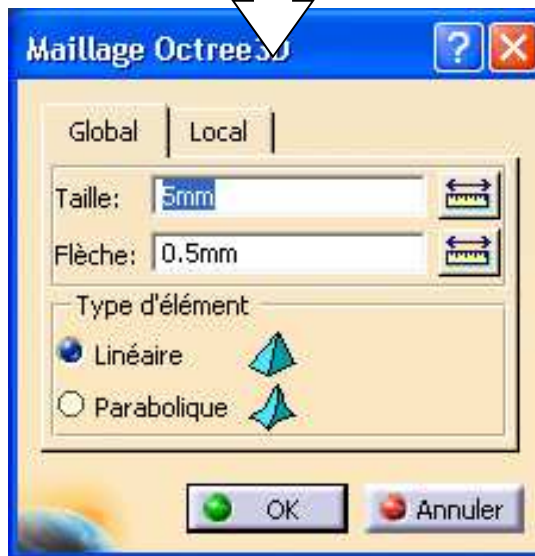 Maillage Octree3D
Global Local
Taille: 5mm
Flèche: 0.5mm
Type d'élément
Linéaire
Parabolique
OK Annuler